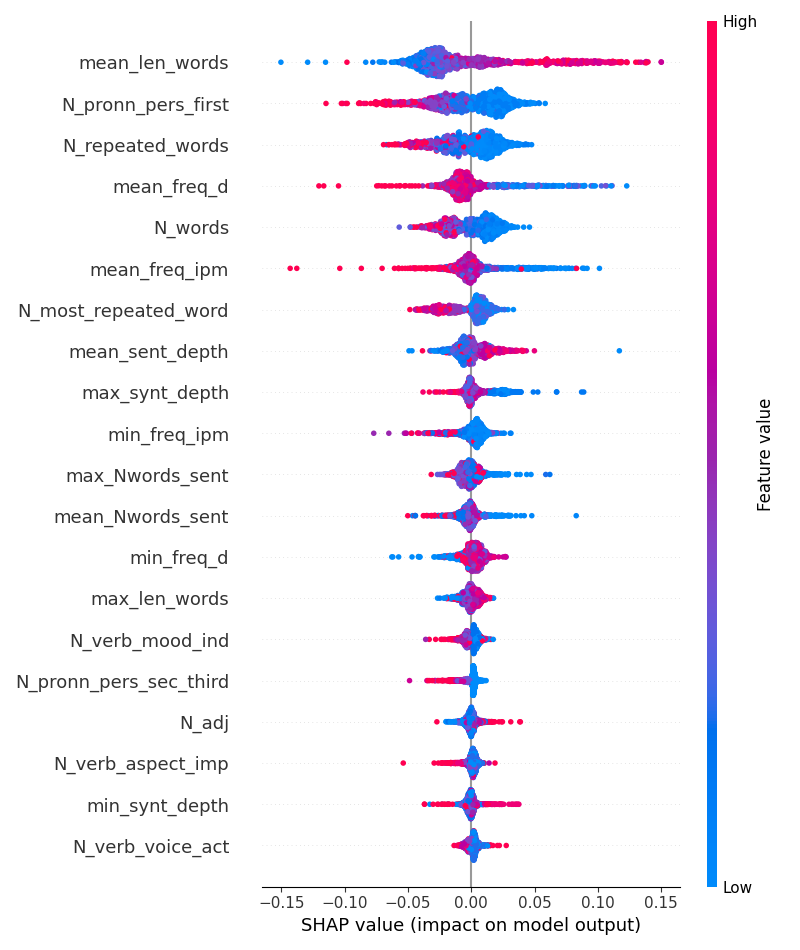 High
mean_len_words
N_pronn_pers_first
N_repeated_words
mean_freq_d
N_words
mean_freq_ipm
N_most_repeated_word
mean_sent_depth
max_synt_depth
min_freq_ipm
max_Nwords_sent
mean_Nwords_sent
min_freq_d
max_len_words
N_verb_mood_ind
N_pronn_pers_sec_third
N_adj
N_verb_aspect_imp
min_synt_depth
N_verb_voice_act
Feature value
Low
−0.15 −0.10 −0.05 0.00 0.05 0.10 0.15
SHAP value (impact on model output)